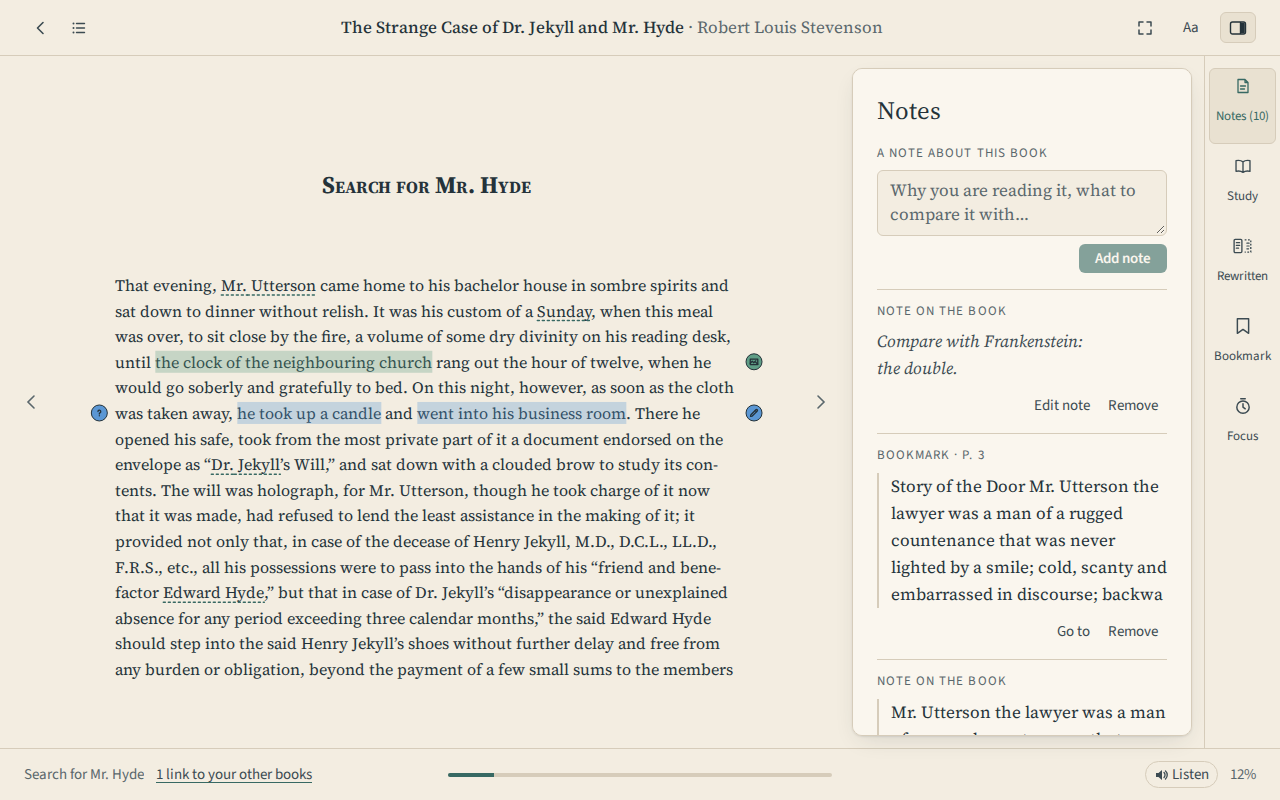 The Strange Case of Dr. Jekyll and Mr. Hyde · Robert Louis Stevenson
Aa
Search for Mr. Hyde
That evening, Mr. Utterson came home to his bachelor house in sombre spirits and
sat down to dinner without relish. It was his custom of a Sunday, when this meal
was over, to sit close by the fire, a volume of some dry divinity on his reading desk,
until the clock of the neighbouring church rang out the hour of twelve, when he
would go soberly and gratefully to bed. On this night, however, as soon as the cloth
was taken away, he took up a candle and went into his business room. There he
opened his safe, took from the most private part of it a document endorsed on the
envelope as “Dr. Jekyll’s Will,” and sat down with a clouded brow to study its con-
tents. The will was holograph, for Mr. Utterson, though he took charge of it now
that it was made, had refused to lend the least assistance in the making of it; it
provided not only that, in case of the decease of Henry Jekyll, M.D., D.C.L., LL.D.,
F.R.S., etc., all his possessions were to pass into the hands of his “friend and bene-
factor Edward Hyde,” but that in case of Dr. Jekyll’s “disappearance or unexplained
absence for any period exceeding three calendar months,” the said Edward Hyde
should step into the said Henry Jekyll’s shoes without further delay and free from
any burden or obligation, beyond the payment of a few small sums to the members
Notes
A NOTE ABOUT THIS BOOK
Why you are reading it, what to
compare it with...
Add note
NOTE ON THE BOOK
Compare with Frankenstein:
the double.
Edit note Remove
BOOKMARK · P. 3
Story of the Door Mr. Utterson the
lawyer was a man of a rugged
countenance that was never
lighted by a smile; cold, scanty and
embarrassed in discourse; backwa
Go to Remove
NOTE ON THE BOOK
Mr. Utterson the lawyer was a man
Notes (10)
Study
Rewritten
Bookmark
Focus
Search for Mr. Hyde 1 link to your other books
Listen 12%